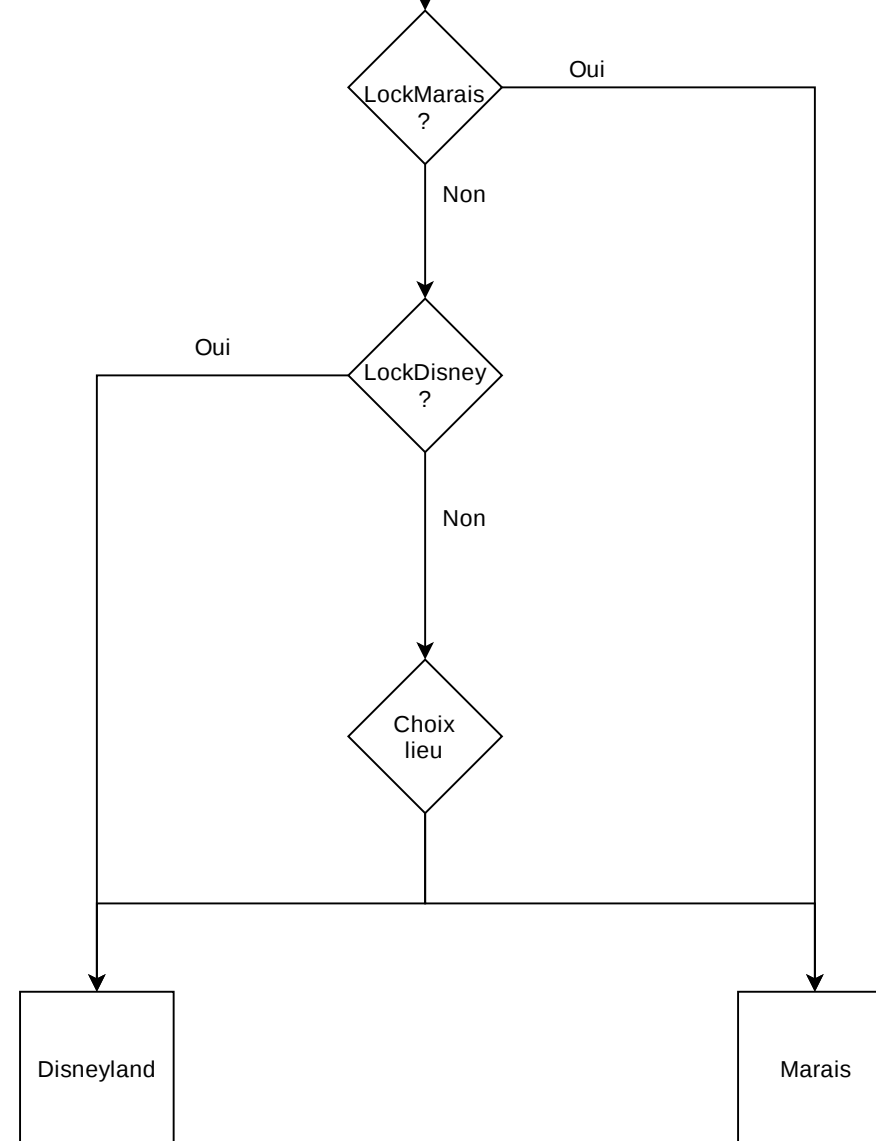 Oui
LockMarais
?
Non
Oui
LockDisney
?
Non
Choix
lieu
Disneyland
Marais